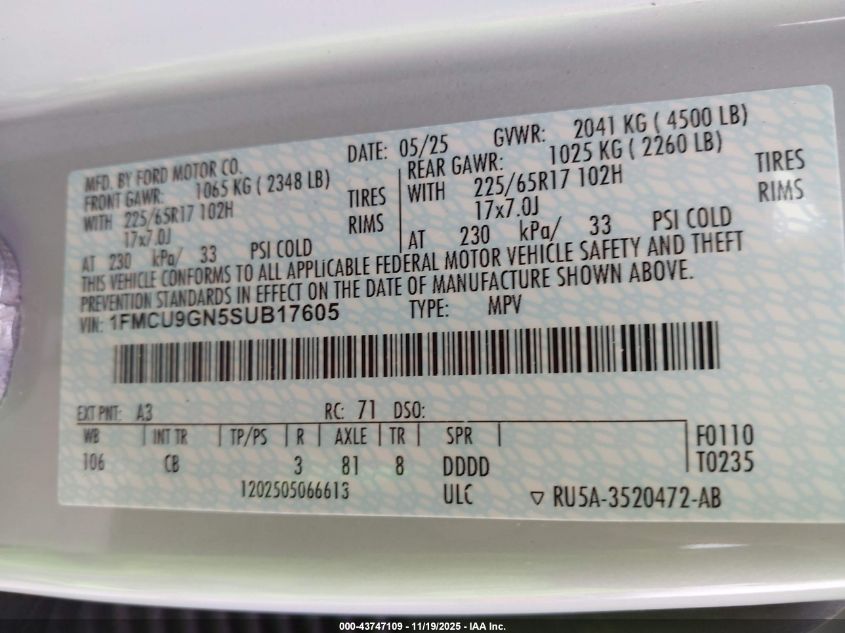 MFD. BY FORD MOTOR CO.
DATE: 05/25 GVWR: 2041 KG ( 4500 LB)
FRONT GAWR: 1065 KG ( 2348 LB)
WITH 225/65R17 102H TIRES
17x7.0J RIMS
AT 230 kPa/ 33 PSI COLD
REAR GAWR: 1025 KG ( 2260 LB)
WITH 225/65R17 102H TIRES
17x7.0J RIMS
AT 230 kPa/ 33 PSI COLD
THIS VEHICLE CONFORMS TO ALL APPLICABLE FEDERAL MOTOR VEHICLE SAFETY AND THEFT
PREVENTION STANDARDS IN EFFECT ON THE DATE OF MANUFACTURE SHOWN ABOVE.
VIN: 1FMCU9GN5SUB17605 TYPE: MPV
EXT PNT: A3 RC: 71 DSO:
WB | INT TR | TP/PS | R | AXLE | TR | SPR | F0110
106 CB 3 81 8 DDDD T0235
1202505066613 ULC ▽ RU5A-3520472-AB
000-43747109 - 11/19/2025 - IAA Inc.